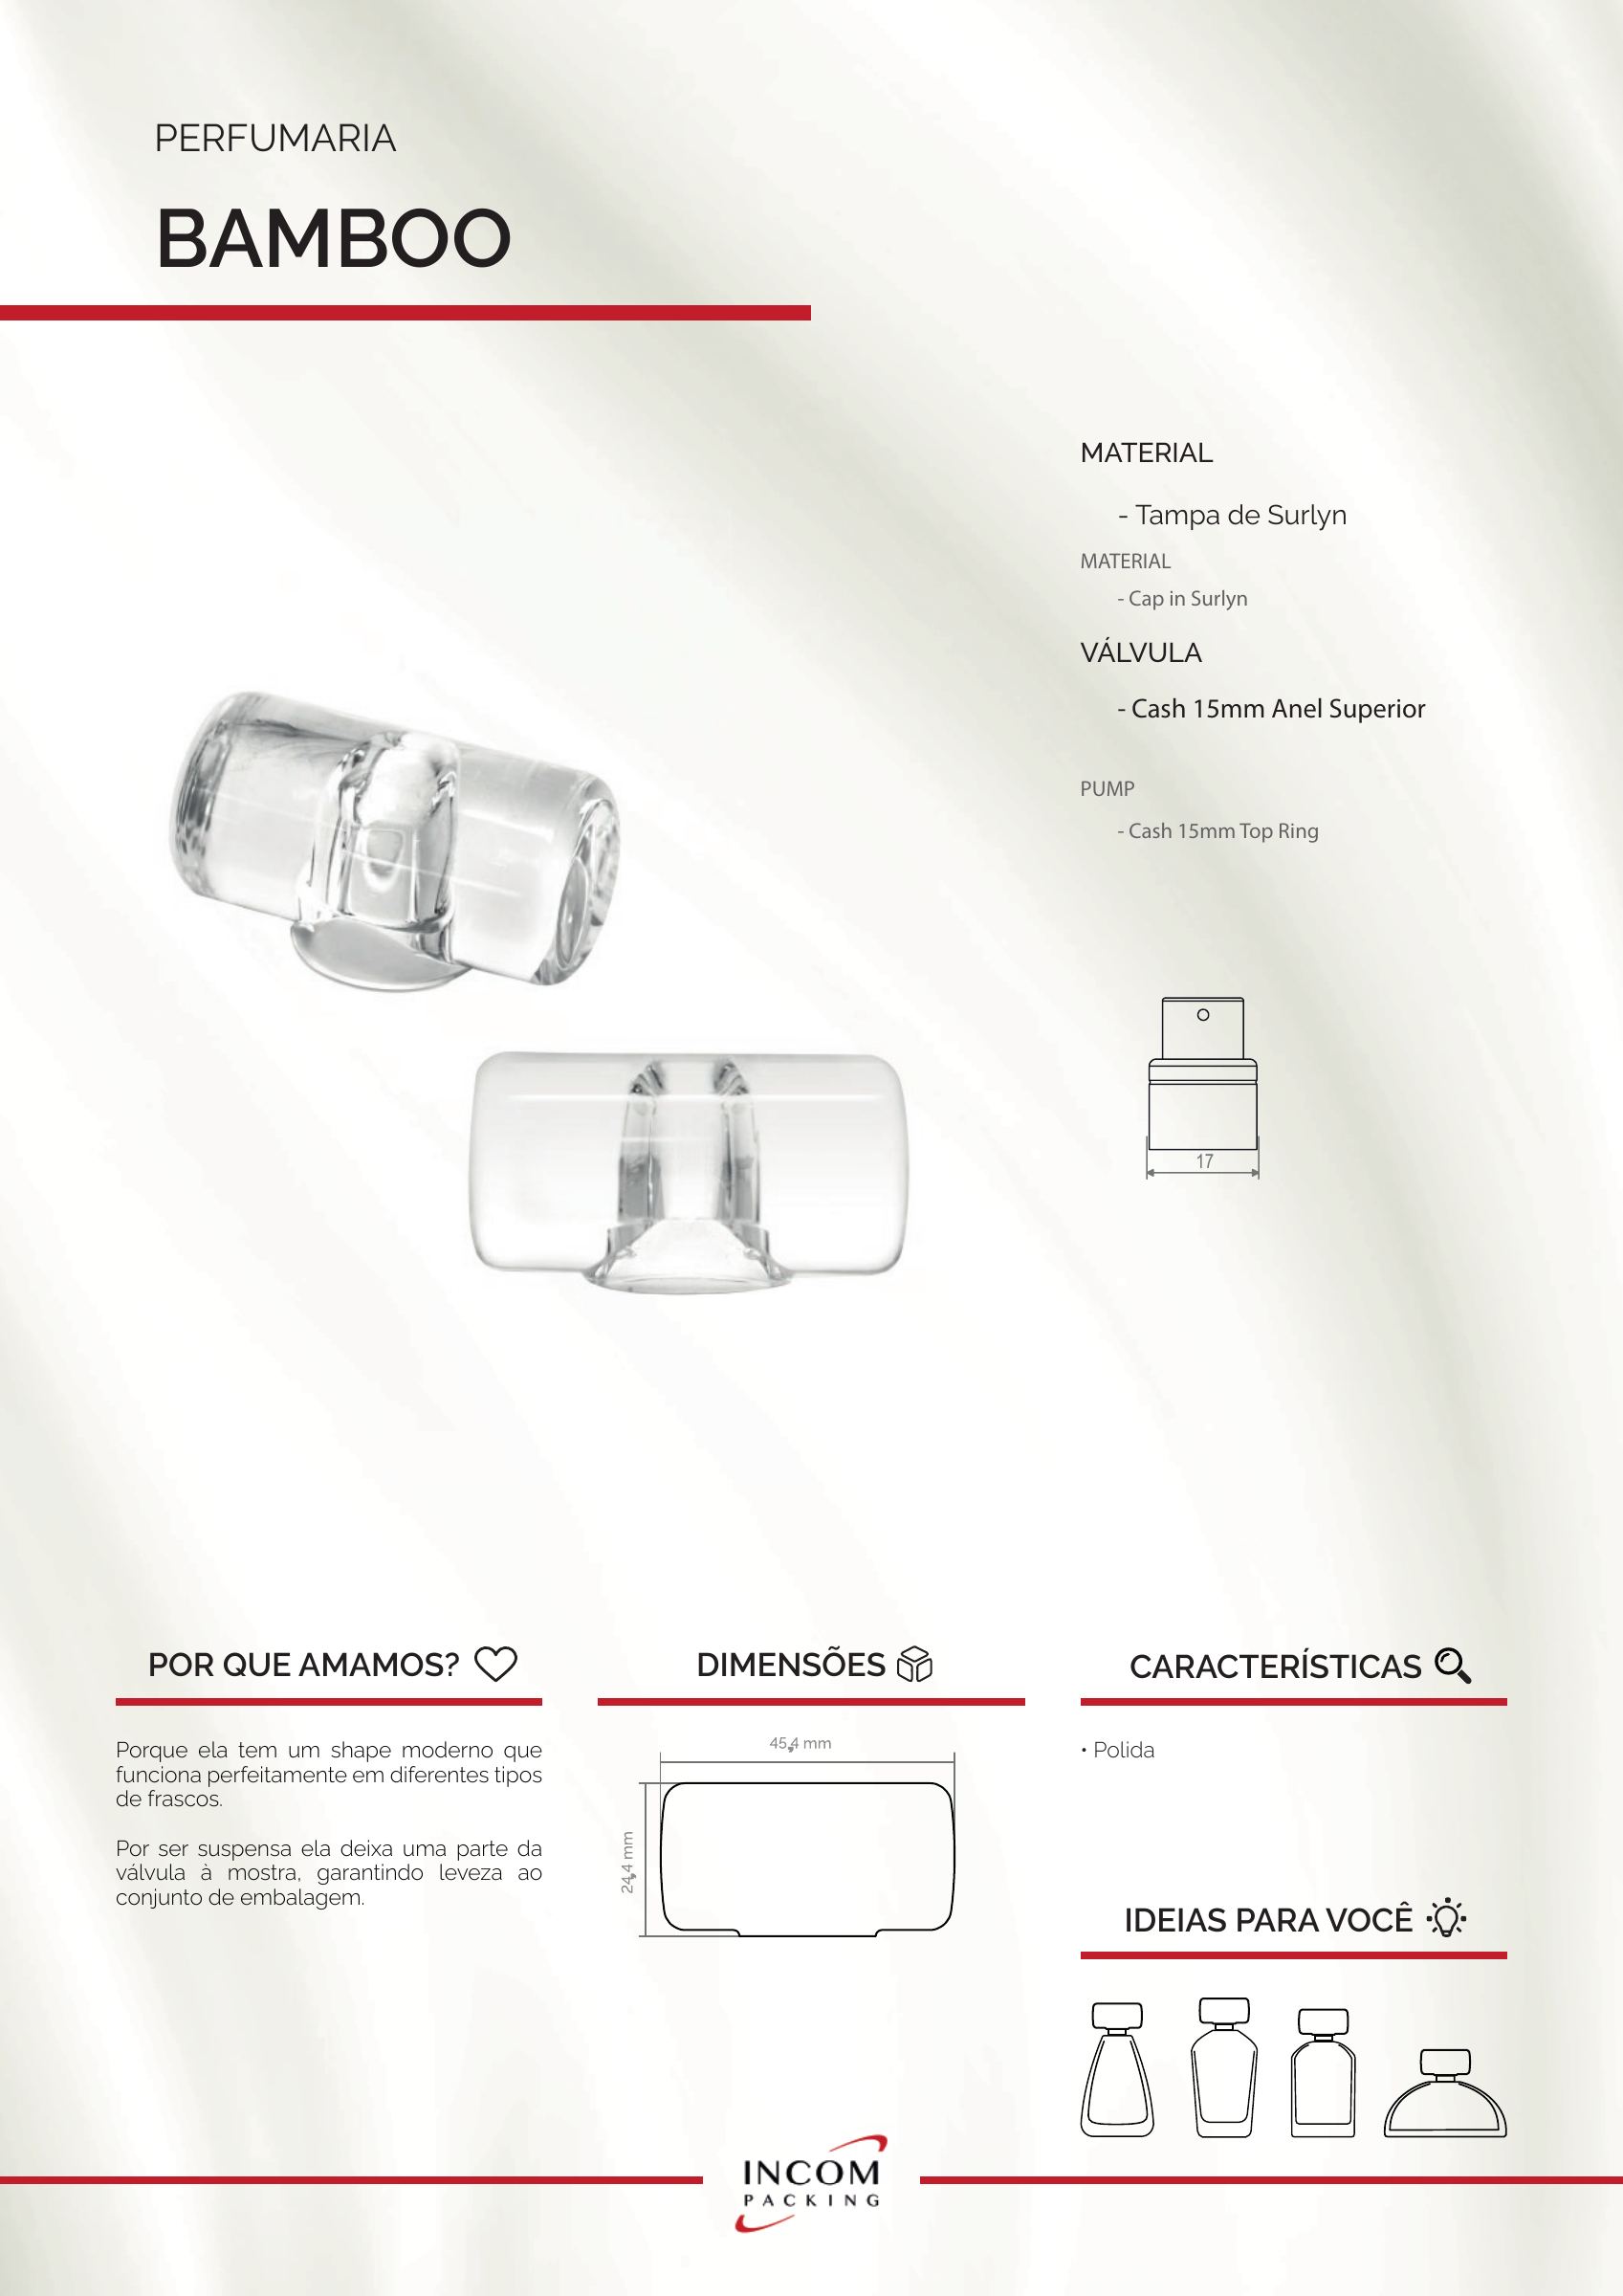 PERFUMARIA
BAMBOO
MATERIAL
- Tampa de Surlyn
MATERIAL
- Cap in Surlyn
VÁLVULA
- Cash 15mm Anel Superior
PUMP
- Cash 15mm Top Ring
17
POR QUE AMAMOS?
Porque ela tem um shape moderno que
funciona perfeitamente em diferentes tipos
de frascos.
Por ser suspensa ela deixa uma parte da
válvula à mostra, garantindo leveza ao
conjunto de embalagem.
DIMENSÕES
45,4 mm
24,4 mm
CARACTERÍSTICAS
• Polida
IDEIAS PARA VOCÊ
INCOM
PACKING